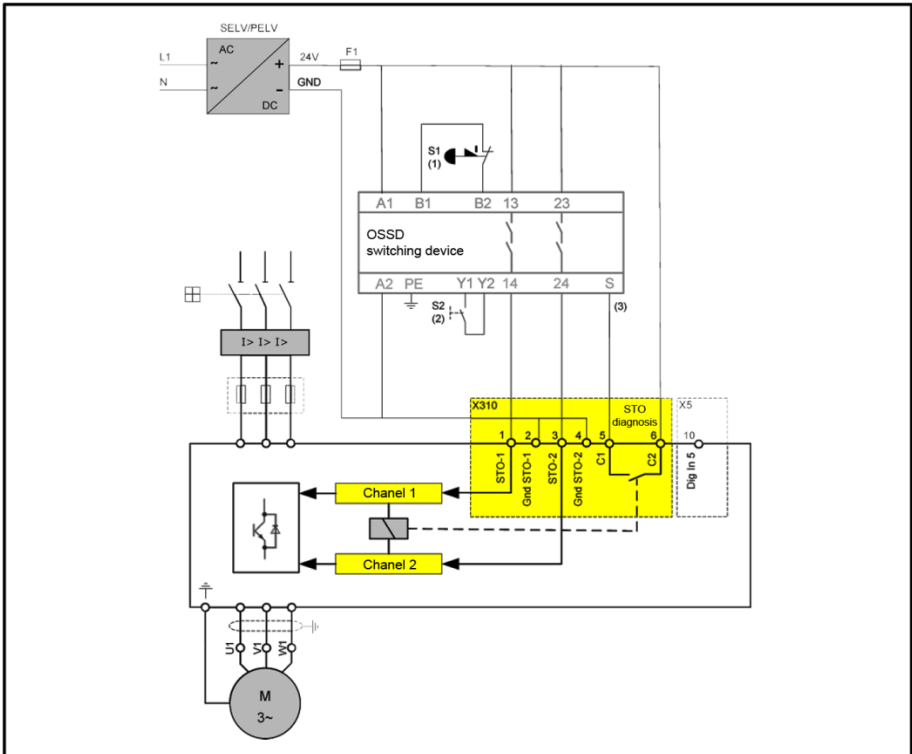 SELV/PELV
L1
AC
~
24V
F1
+
N
~
GND
-
DC
S1
(1)
A1 B1 B2 13 23
OSSD
switching device
A2 PE Y1 Y2 14 24 S
S2
(2)
(3)
I> I> I>
X310
STO
diagnosis
X5
1 2 3 4 5 6 10
STO-1
Gnd STO-1
STO-2
Gnd STO-2
C1
C2
Dig In 5
Chanel 1
Chanel 2
U1
V1
W1
M
3~